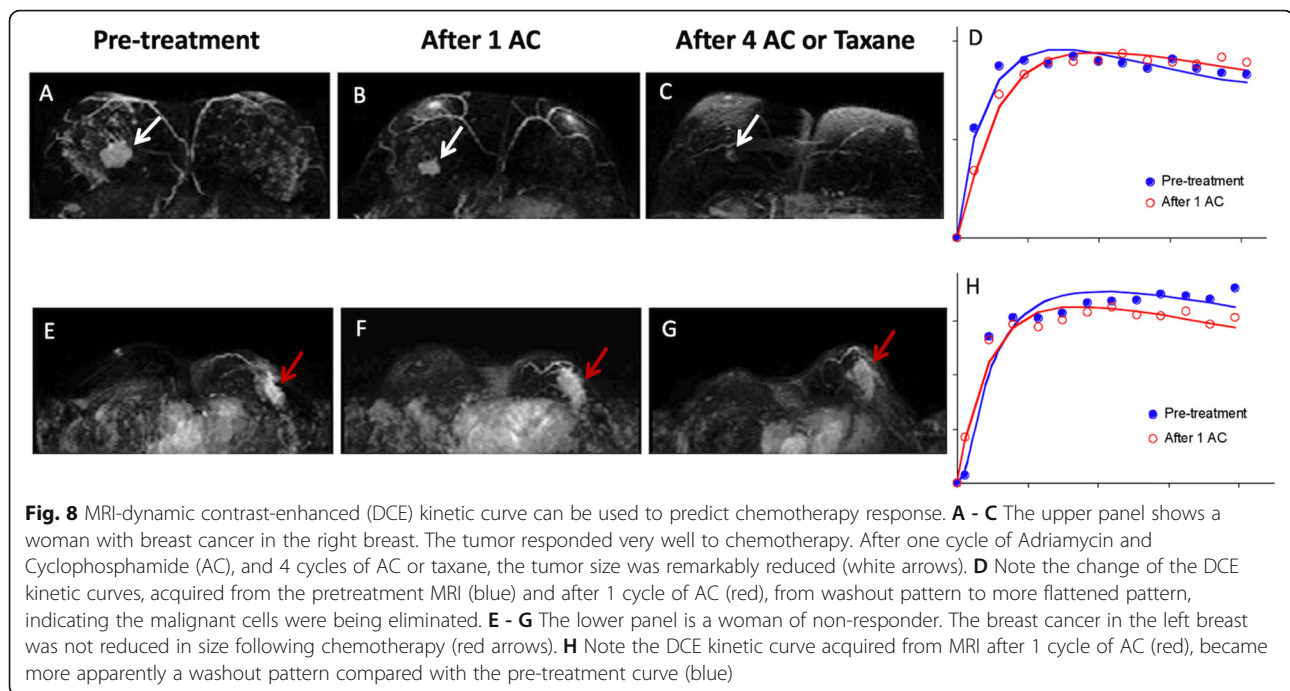 Pre-treatment
After 1 AC
After 4 AC or Taxane
A
B
C
D
Pre-treatment
After 1 AC
E
F
G
H
Pre-treatment
After 1 AC
Fig. 8 MRI-dynamic contrast-enhanced (DCE) kinetic curve can be used to predict chemotherapy response. A - C The upper panel shows a
woman with breast cancer in the right breast. The tumor responded very well to chemotherapy. After one cycle of Adriamycin and
Cyclophosphamide (AC), and 4 cycles of AC or taxane, the tumor size was remarkably reduced (white arrows). D Note the change of the DCE
kinetic curves, acquired from the pretreatment MRI (blue) and after 1 cycle of AC (red), from washout pattern to more flattened pattern,
indicating the malignant cells were being eliminated. E - G The lower panel is a woman of non-responder. The breast cancer in the left breast
was not reduced in size following chemotherapy (red arrows). H Note the DCE kinetic curve acquired from MRI after 1 cycle of AC (red), became
more apparently a washout pattern compared with the pre-treatment curve (blue)